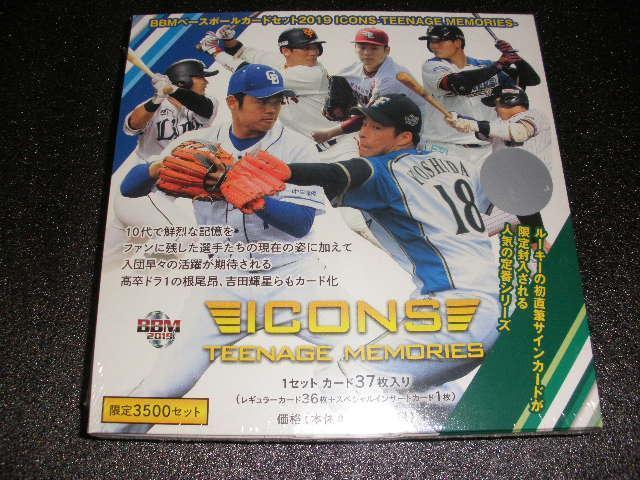 BBMベースボールカードセット2019 ICONS-TEENAGE MEMORIES-
YOSHIDA
18
10代で鮮烈な記憶を
ファンに残した選手たちの現在の姿に加えて
入団早々の活躍が期待される
高卒ドラ1の根尾昂、吉田輝星らもカード化
ルーキーの初直筆サインカードが
限定封入される
人気の定番シリーズ
BBM
2019
ICONS
TEENAGE MEMORIES
1セット カード37枚入り
(レギュラーカード36枚+スペシャルインサートカード1枚)
限定3500セット
価格(本体